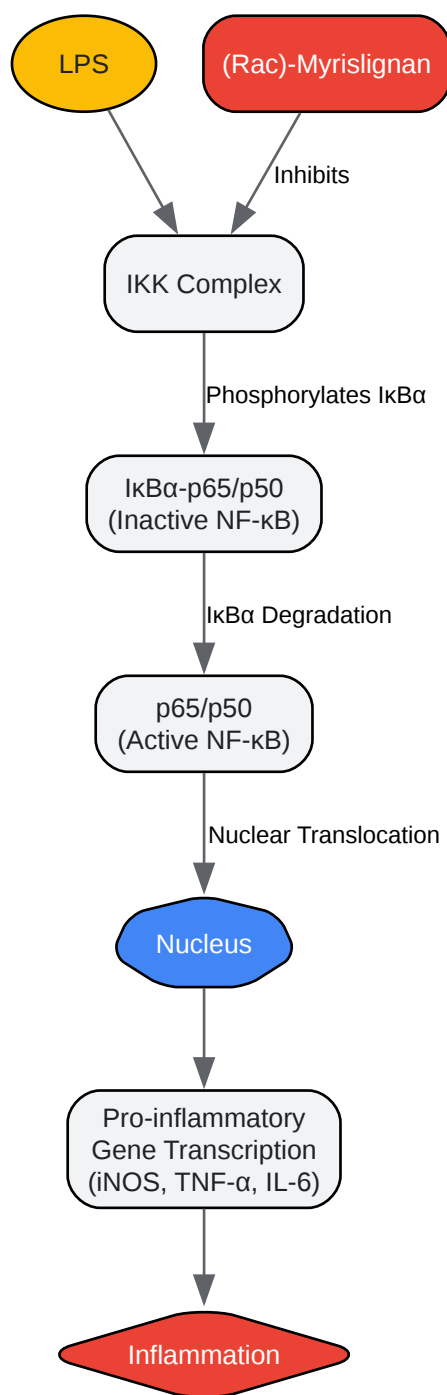 LPS
(Rac)-Myrislignan
Inhibits
IKK Complex
Phosphorylates IκBα
IκBα-p65/p50
(Inactive NF-κB)
IκBα Degradation
p65/p50
(Active NF-κB)
Nuclear Translocation
Nucleus
Pro-inflammatory
Gene Transcription
(iNOS, TNF-α, IL-6)
Inflammation